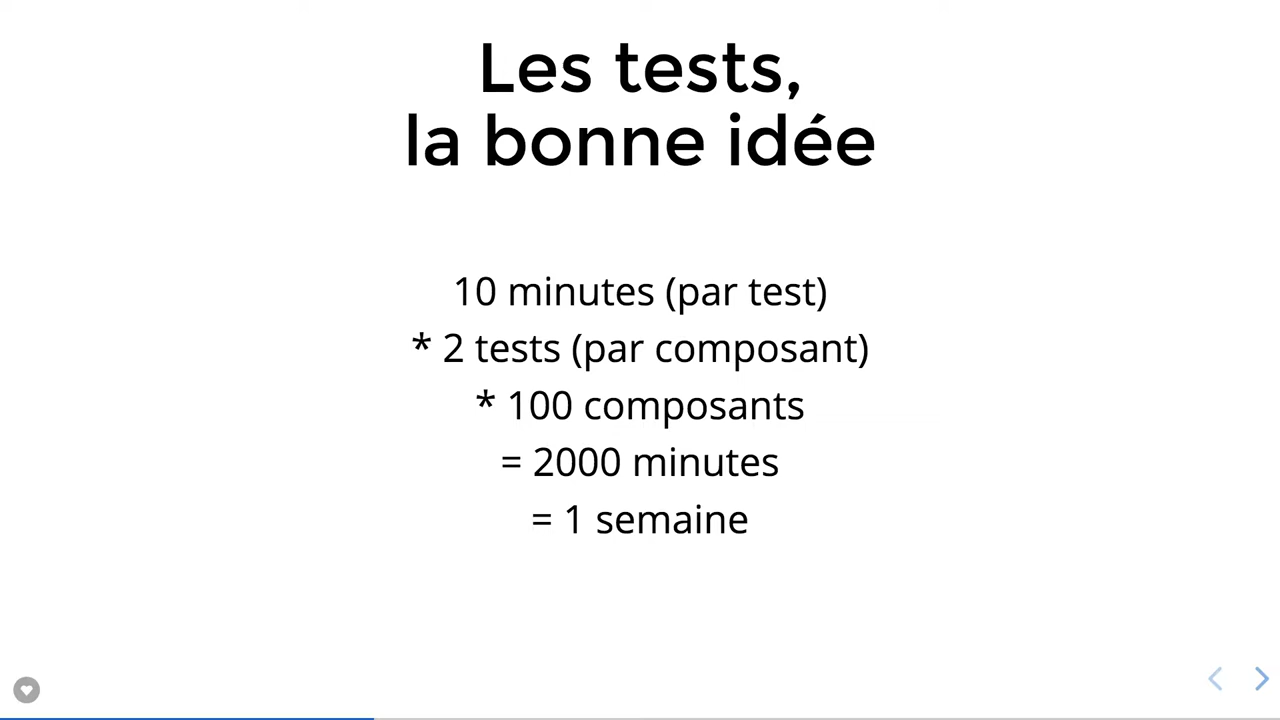 Les tests,
la bonne idée
10 minutes (par test)
* 2 tests (par composant)
* 100 composants
= 2000 minutes
= 1 semaine